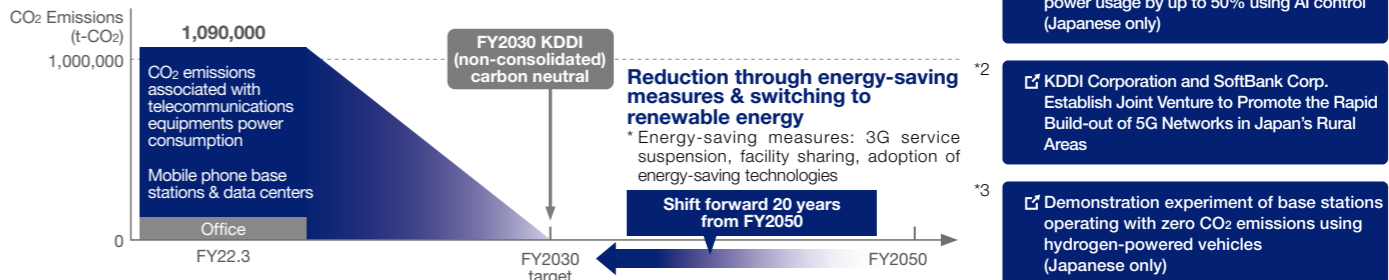 CO2 Emissions
(t-CO2)
1,090,000
1,000,000
CO2 emissions
associated with
telecommunications
equipments power
consumption
Mobile phone base
stations & data centers
Office
0
FY22.3
FY2030 KDDI
(non-consolidated)
carbon neutral
Reduction through energy-saving
measures & switching to
renewable energy
* Energy-saving measures: 3G service
suspension, facility sharing, adoption of
energy-saving technologies
Shift forward 20 years
from FY2050
FY2030
target
FY2050
power usage by up to 50% using AI control
(Japanese only)
*2
KDDI Corporation and SoftBank Corp.
Establish Joint Venture to Promote the Rapid
Build-out of 5G Networks in Japan's Rural
Areas
*3
Demonstration experiment of base stations
operating with zero CO2 emissions using
hydrogen-powered vehicles
(Japanese only)